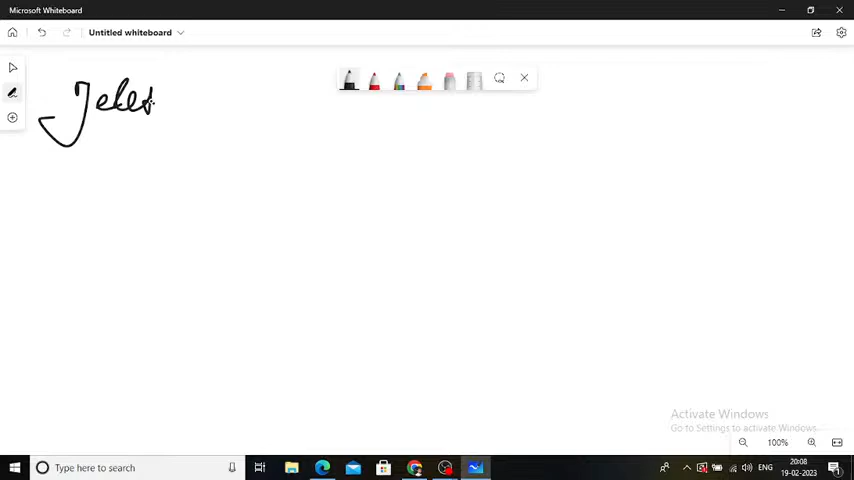 Microsoft Whiteboard
Untitled whiteboard
Activate Windows
Go to Settings to activate Windows.
100%
Type here to search
ENG
20:08
19-02-2023